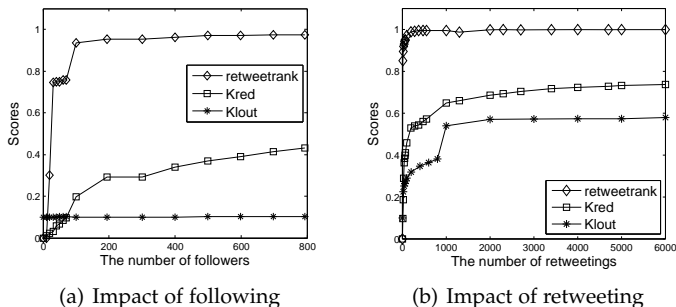 1
0.8
0.6
0.4
0.2
0
Scores
retweetrank
Kred
Klout
0 200 400 600 800
The number of followers
(a) Impact of following
1
0.8
0.6
0.4
0.2
0
Scores
retweetrank
Kred
Klout
0 1000 2000 3000 4000 5000 6000
The number of retweetings
(b) Impact of retweeting